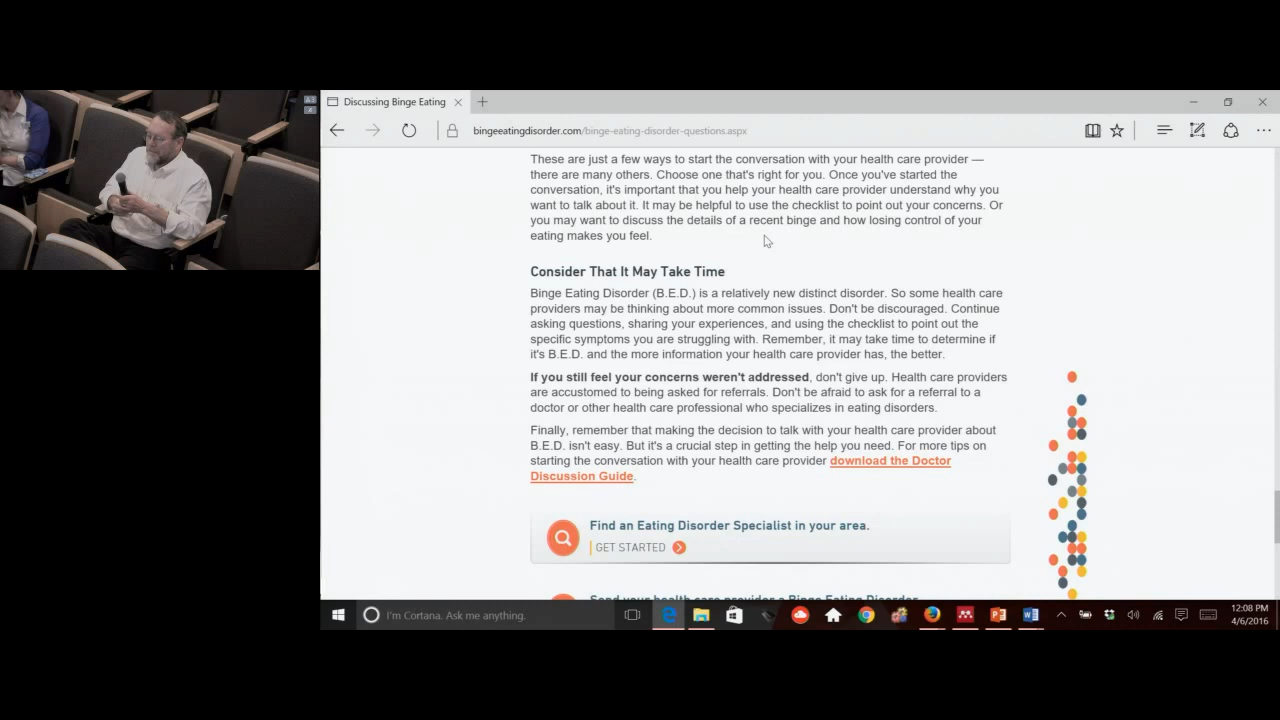 Discussing Binge Eating
bingeeatingdisorder.com/binge-eating-disorder-questions.aspx
These are just a few ways to start the conversation with your health care provider —
there are many others. Choose one that's right for you. Once you've started the
conversation, it's important that you help your health care provider understand why you
want to talk about it. It may be helpful to use the checklist to point out your concerns. Or
you may want to discuss the details of a recent binge and how losing control of your
eating makes you feel.
Consider That It May Take Time
Binge Eating Disorder (B.E.D.) is a relatively new distinct disorder. So some health care
providers may be thinking about more common issues. Don't be discouraged. Continue
asking questions, sharing your experiences, and using the checklist to point out the
specific symptoms you are struggling with. Remember, it may take time to determine if
it's B.E.D. and the more information your health care provider has, the better.
If you still feel your concerns weren't addressed, don't give up. Health care providers
are accustomed to being asked for referrals. Don't be afraid to ask for a referral to a
doctor or other health care professional who specializes in eating disorders.
Finally, remember that making the decision to talk with your health care provider about
B.E.D. isn't easy. But it's a crucial step in getting the help you need. For more tips on
starting the conversation with your health care provider download the Doctor
Discussion Guide.
Find an Eating Disorder Specialist in your area.
GET STARTED
Send your health care provider a Binge Eating Disorder
I'm Cortana. Ask me anything.
12:08 PM
4/6/2016